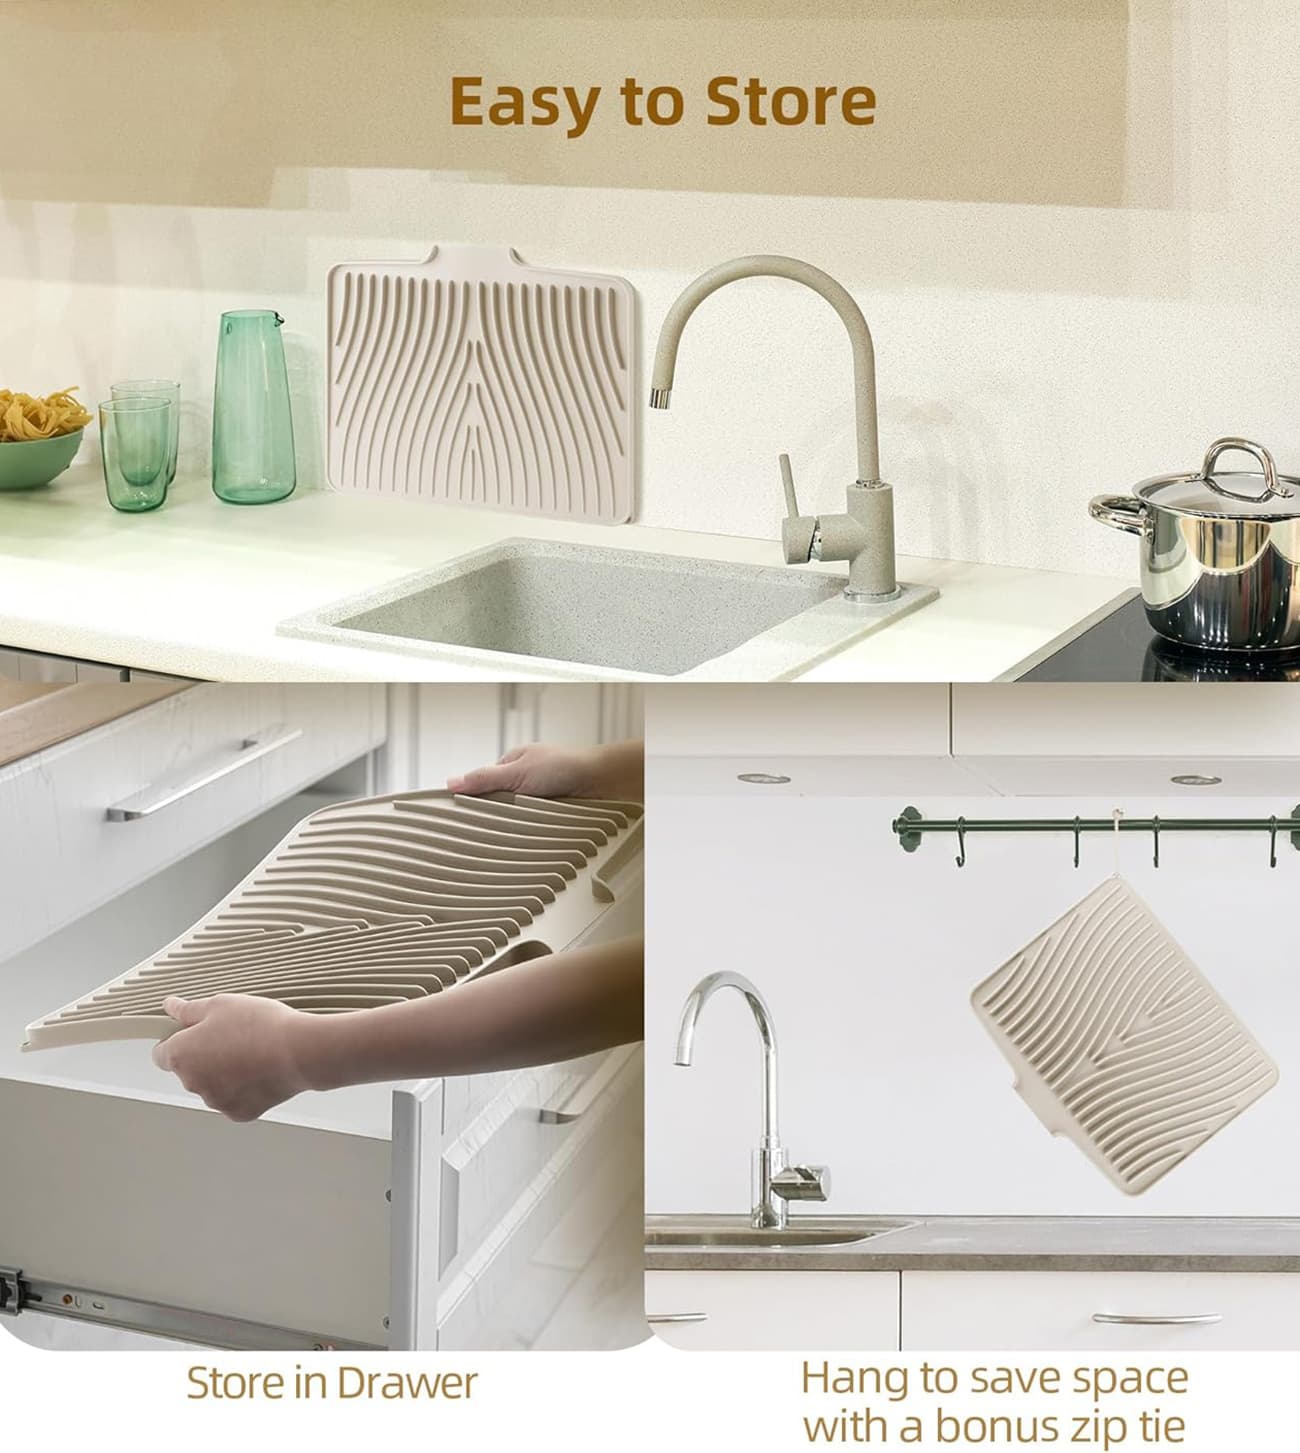 Easy to Store
Store in Drawer
Hang to save space
with a bonus zip tie